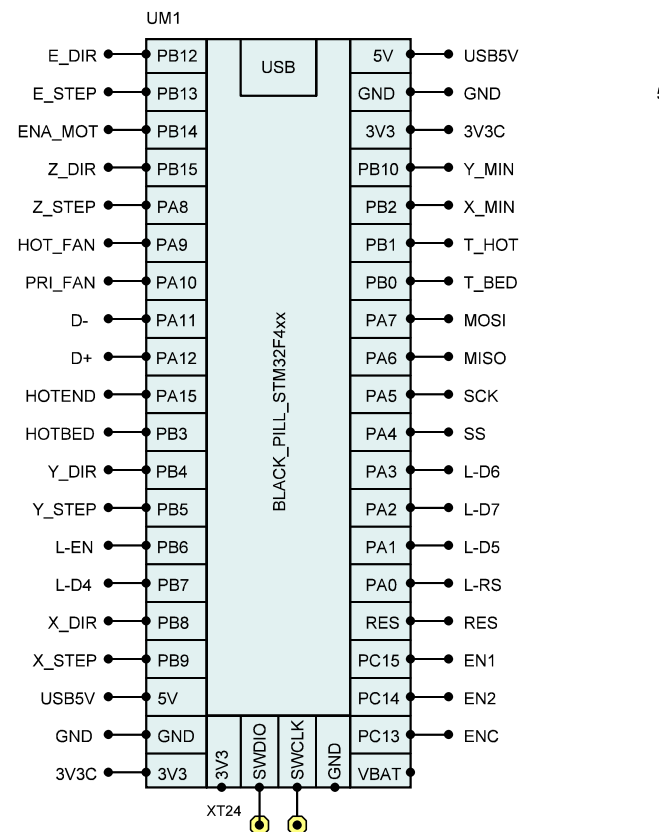 UM1
E_DIR PB12 USB 5V USB5V
E_STEP PB13 GND GND
ENA_MOT PB14 3V3 3V3C
Z_DIR PB15 PB10 Y_MIN
Z_STEP PA8 PB2 X_MIN
HOT_FAN PA9 PB1 T_HOT
PRI_FAN PA10 PB0 T_BED
D- PA11 PA7 MOSI
D+ PA12 PA6 MISO
HOTEND PA15 PA5 SCK
HOTBED PB3 PA4 SS
Y_DIR PB4 PA3 L-D6
Y_STEP PB5 PA2 L-D7
L-EN PB6 PA1 L-D5
L-D4 PB7 PA0 L-RS
X_DIR PB8 RES RES
X_STEP PB9 PC15 EN1
USB5V 5V PC14 EN2
GND GND PC13 ENC
3V3C 3V3 VBAT
BLACK_PILL_STM32F4xx
3V3 SWDIO SWCLK GND
XT24